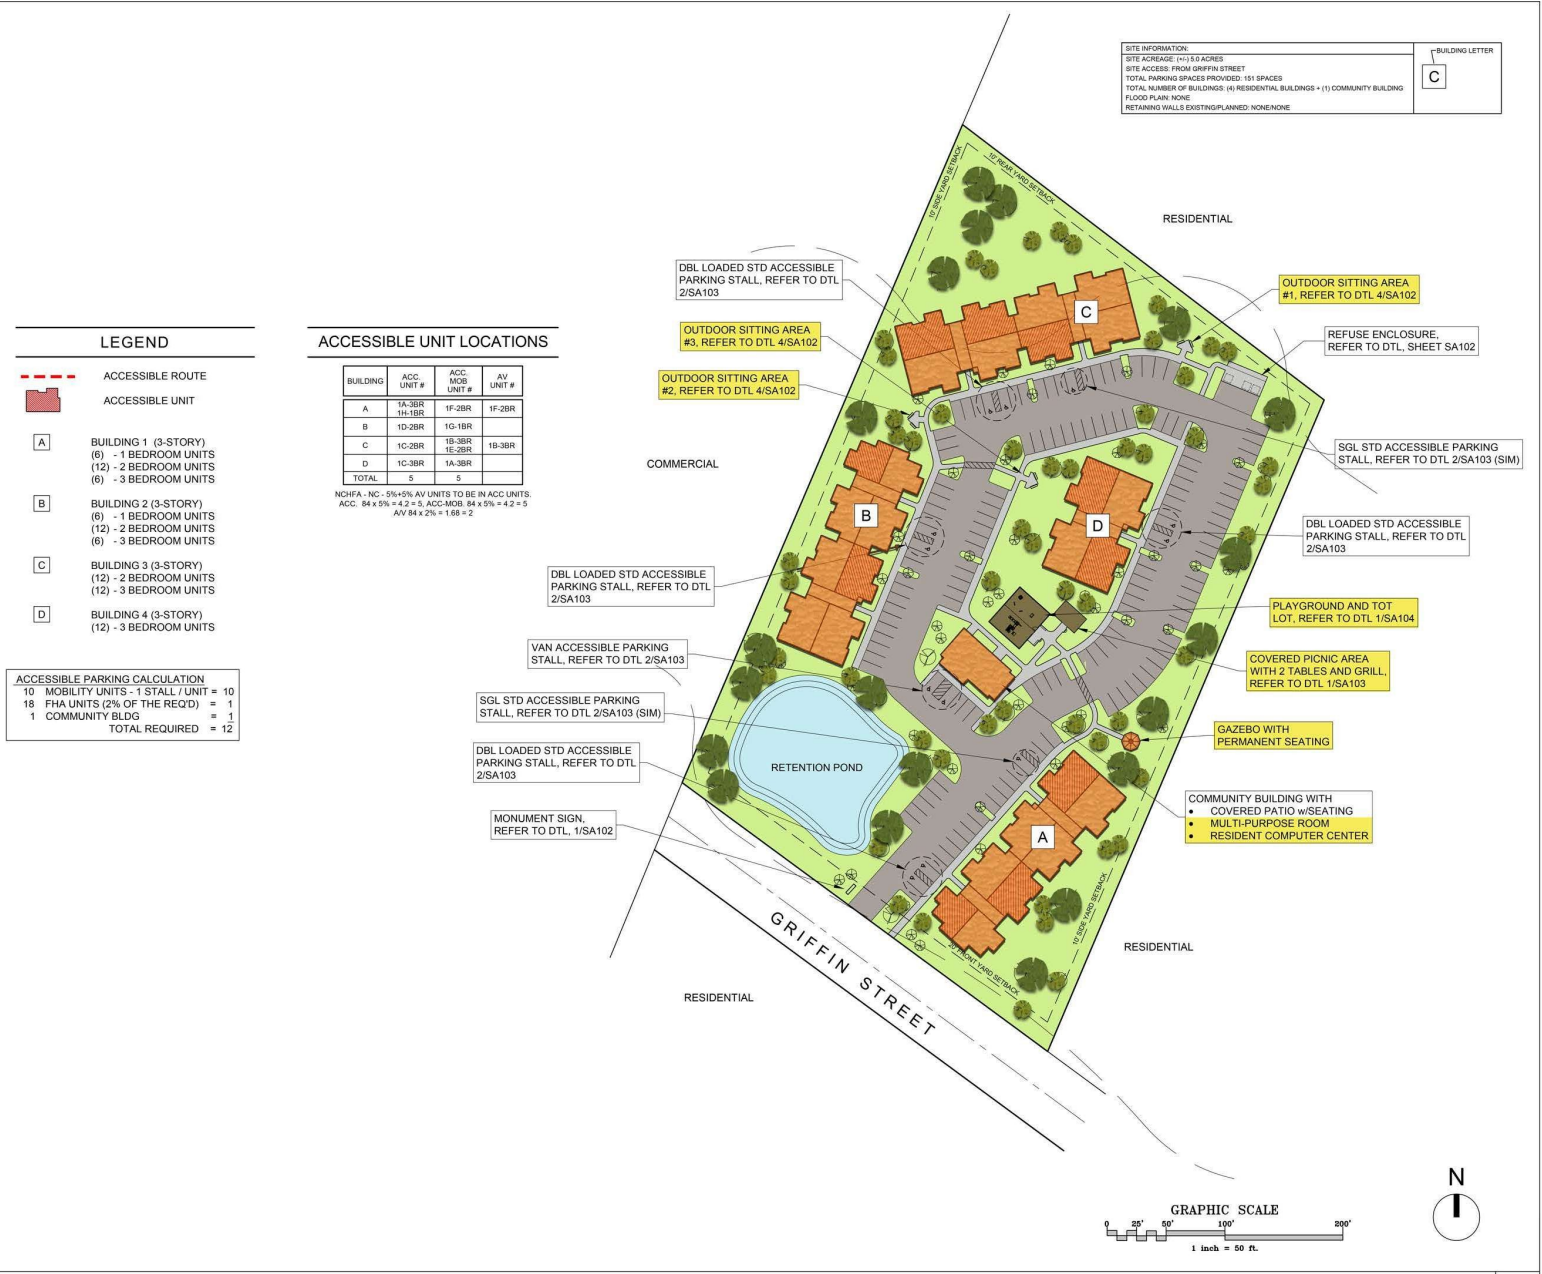 SITE INFORMATION:
SITE ACREAGE: (+/-) 5.0 ACRES
SITE ACCESS: FROM GRIFFIN STREET
TOTAL PARKING SPACES PROVIDED: 151 SPACES
TOTAL NUMBER OF BUILDINGS: (4) RESIDENTIAL BUILDINGS + (1) COMMUNITY BUILDING
FLOOD PLAIN: NONE
RETAINING WALLS EXISTING/PLANNED: NONE/NONE
BUILDING LETTER
C
LEGEND
ACCESSIBLE ROUTE
ACCESSIBLE UNIT
A
BUILDING 1 (3-STORY)
(6) - 1 BEDROOM UNITS
(12) - 2 BEDROOM UNITS
(6) - 3 BEDROOM UNITS
B
BUILDING 2 (3-STORY)
(6) - 1 BEDROOM UNITS
(12) - 2 BEDROOM UNITS
(6) - 3 BEDROOM UNITS
C
BUILDING 3 (3-STORY)
(12) - 2 BEDROOM UNITS
(12) - 3 BEDROOM UNITS
D
BUILDING 4 (3-STORY)
(12) - 3 BEDROOM UNITS
ACCESSIBLE PARKING CALCULATION
10 MOBILITY UNITS - 1 STALL / UNIT = 10
18 FHA UNITS (2% OF THE REQ'D) = 1
1 COMMUNITY BLDG = 1
TOTAL REQUIRED = 12
ACCESSIBLE UNIT LOCATIONS
BUILDING ACC. UNIT # ACC. MOB UNIT # AV UNIT #
A 1A-3BR 1H-1BR 1F-2BR 1F-2BR
B 1D-2BR 1G-1BR
C 1C-2BR 1B-3BR 1E-2BR 1B-3BR
D 1C-3BR 1A-3BR
TOTAL 5 5
NCHFA - NC - 5%+5% AV UNITS TO BE IN ACC UNITS.
ACC. 84 x 5% = 4.2 = 5, ACC-MOB. 84 x 5% = 4.2 = 5
A/V 84 x 2% = 1.68 = 2
10' SIDE YARD SETBACK
10' REAR YARD SETBACK
RESIDENTIAL
DBL LOADED STD ACCESSIBLE
PARKING STALL, REFER TO DTL
2/SA103
OUTDOOR SITTING AREA
#3, REFER TO DTL 4/SA102
OUTDOOR SITTING AREA
#2, REFER TO DTL 4/SA102
COMMERCIAL
DBL LOADED STD ACCESSIBLE
PARKING STALL, REFER TO DTL
2/SA103
VAN ACCESSIBLE PARKING
STALL, REFER TO DTL 2/SA103
SGL STD ACCESSIBLE PARKING
STALL, REFER TO DTL 2/SA103 (SIM)
DBL LOADED STD ACCESSIBLE
PARKING STALL, REFER TO DTL
2/SA103
MONUMENT SIGN,
REFER TO DTL, 1/SA102
OUTDOOR SITTING AREA
#1, REFER TO DTL 4/SA102
REFUSE ENCLOSURE,
REFER TO DTL, SHEET SA102
SGL STD ACCESSIBLE PARKING
STALL, REFER TO DTL 2/SA103 (SIM)
DBL LOADED STD ACCESSIBLE
PARKING STALL, REFER TO DTL
2/SA103
PLAYGROUND AND TOT
LOT, REFER TO DTL 1/SA104
COVERED PICNIC AREA
WITH 2 TABLES AND GRILL,
REFER TO DTL 1/SA103
GAZEBO WITH
PERMANENT SEATING
COMMUNITY BUILDING WITH
• COVERED PATIO w/SEATING
• MULTI-PURPOSE ROOM
• RESIDENT COMPUTER CENTER
C
B
D
A
RETENTION POND
10' SIDE YARD SETBACK
20' FRONT YARD SETBACK
RESIDENTIAL
GRIFFIN STREET
RESIDENTIAL
N
GRAPHIC SCALE
0 25' 50' 100' 200'
1 inch = 50 ft.